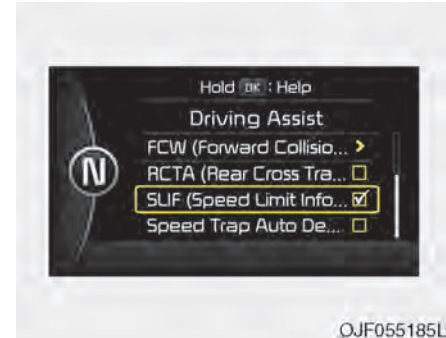 Hold OK : Help
Driving Assist
FCW (Forward Collisio... >
RCTA (Rear Cross Tra...
SLIF (Speed Limit Info...
Speed Trap Auto De...
N
OJF055185L